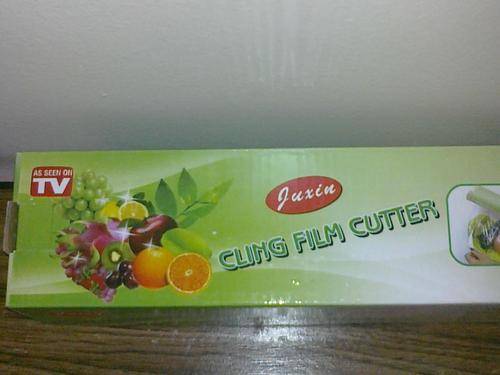 AS SEEN ON
TV
Juxin
CLING FILM CUTTER